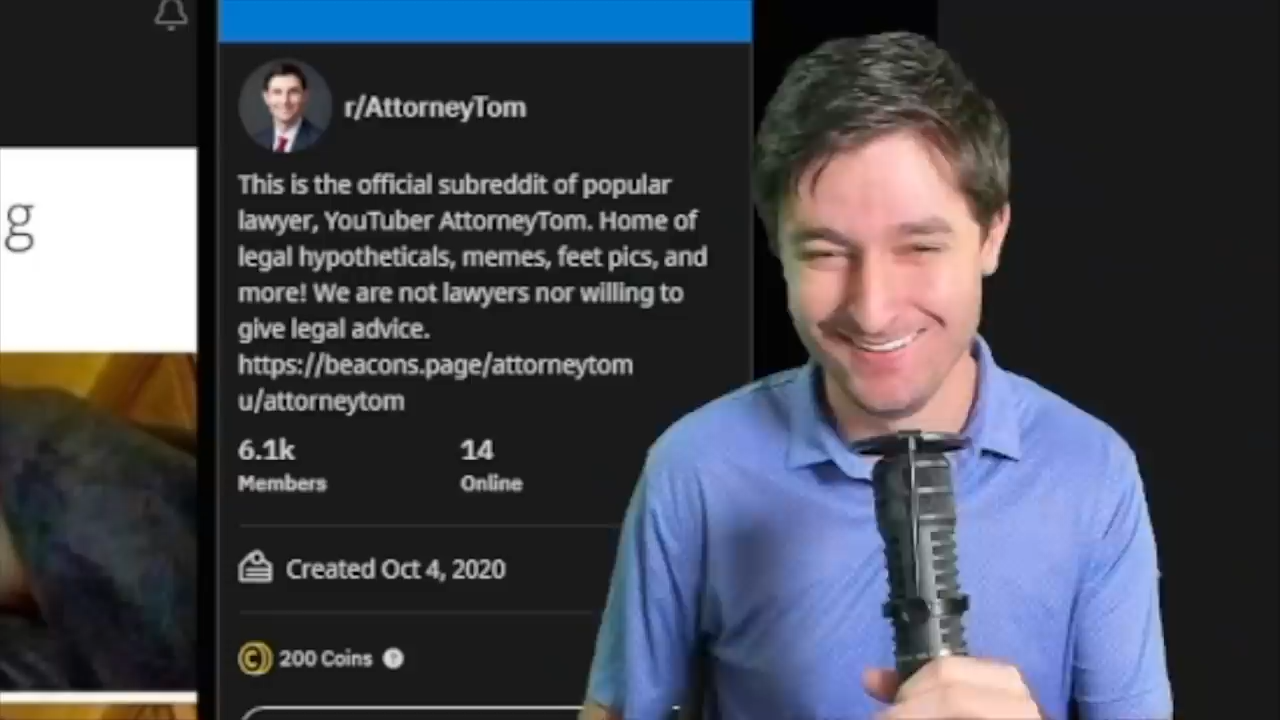 g
r/AttorneyTom
This is the official subreddit of popular
lawyer, YouTuber AttorneyTom. Home of
legal hypotheticals, memes, feet pics, and
more! We are not lawyers nor willing to
give legal advice.
https://beacons.page/attorneytom
u/attorneytom
6.1k
14
Members
Online
Created Oct 4, 2020
200 Coins